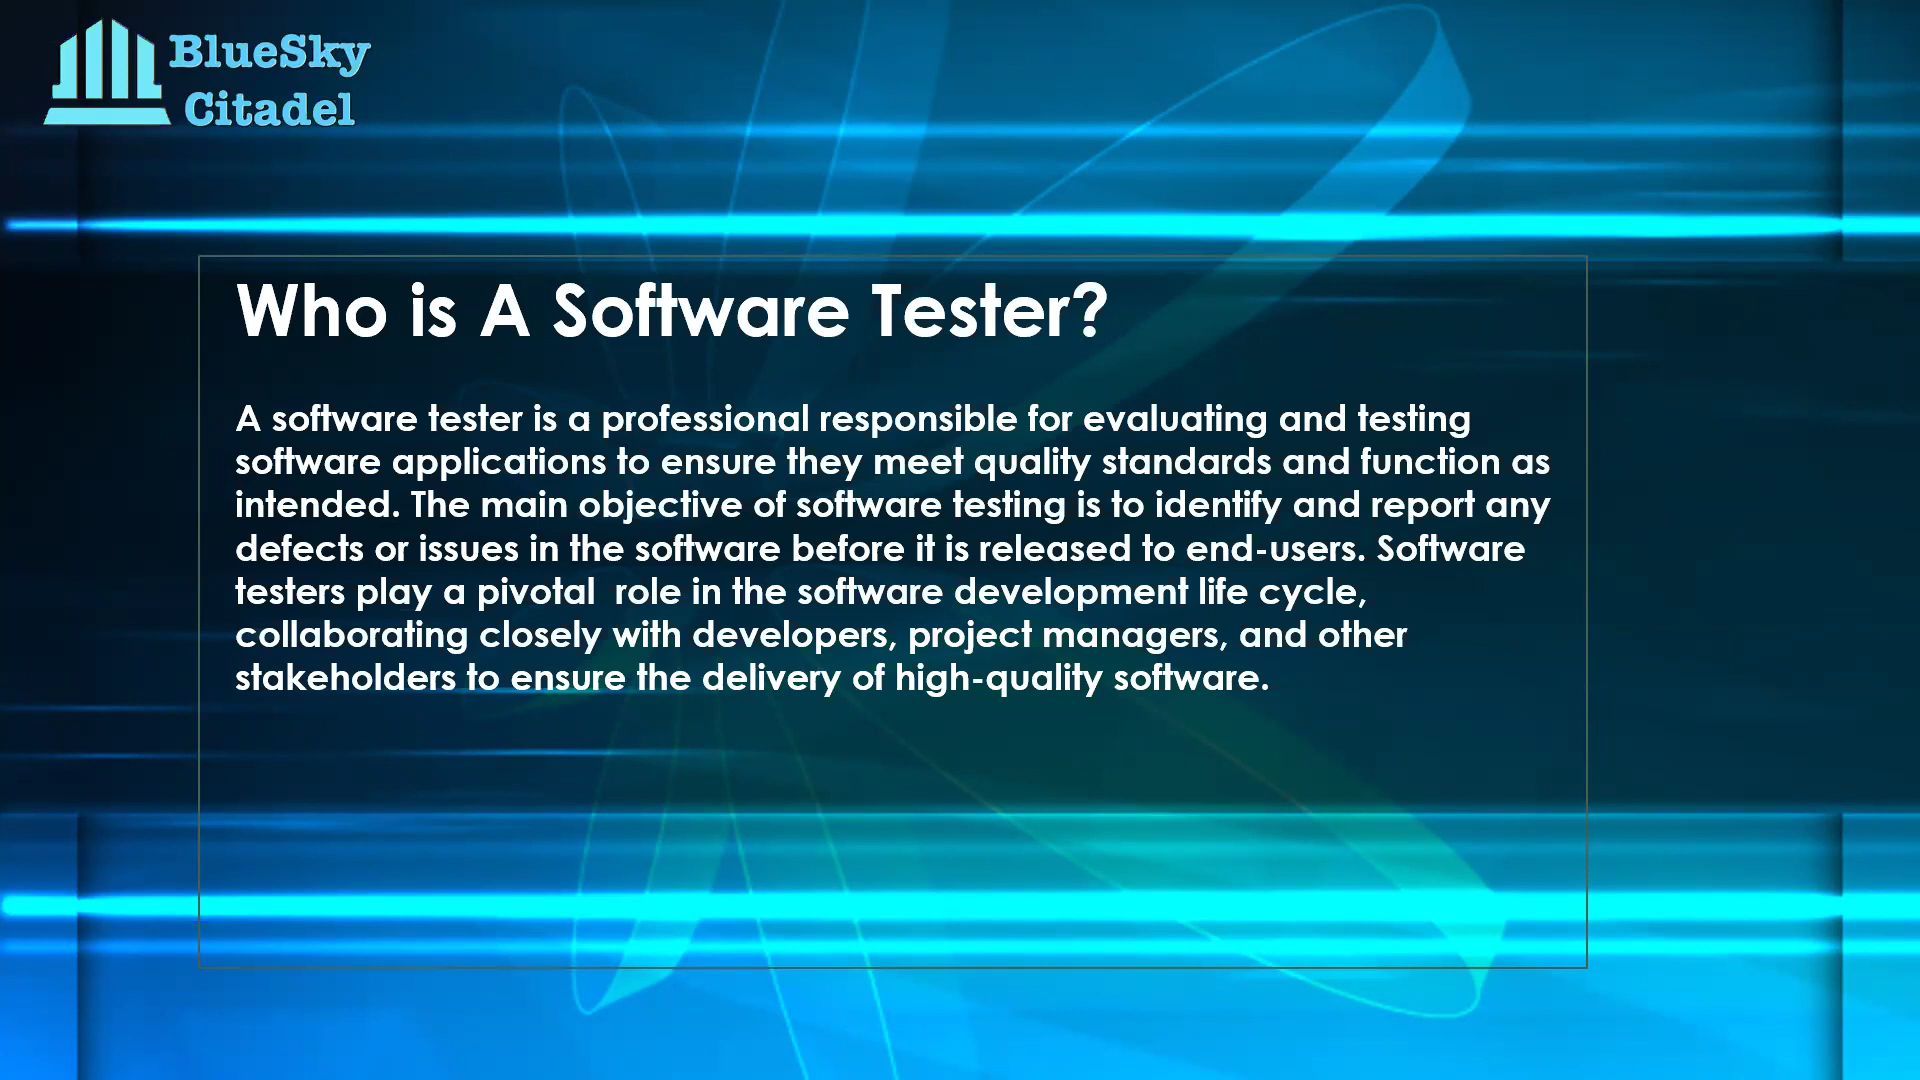 BlueSky
Citadel
Who is A Software Tester?
A software tester is a professional responsible for evaluating and testing
software applications to ensure they meet quality standards and function as
intended. The main objective of software testing is to identify and report any
defects or issues in the software before it is released to end-users. Software
testers play a pivotal  role in the software development life cycle,
collaborating closely with developers, project managers, and other
stakeholders to ensure the delivery of high-quality software.